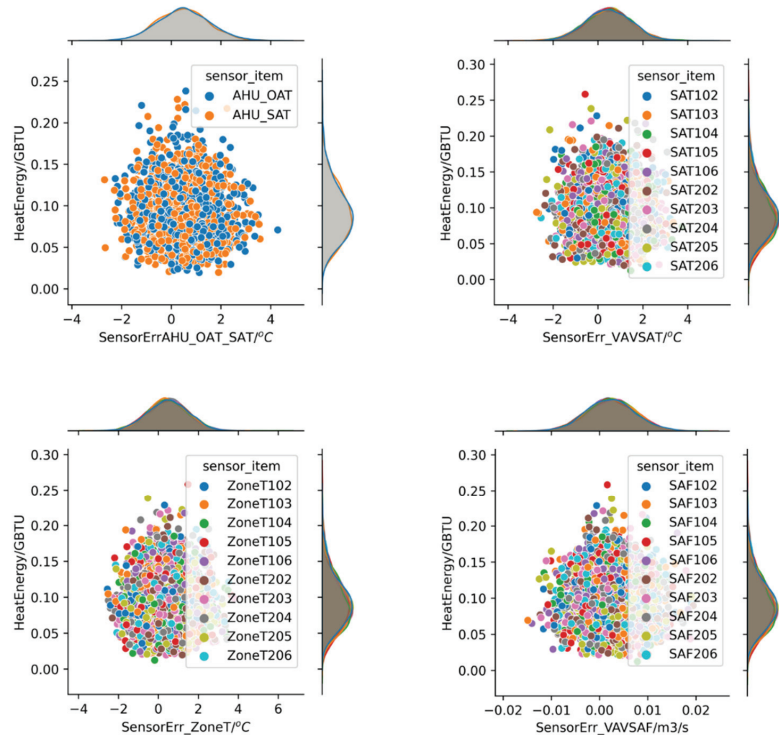 sensor_item
AHU_OAT
AHU_SAT
0.25
0.20
0.15
0.10
0.05
0.00
HeatEnergy/GBTU
−4
−2
0
2
4
SensorErrAHU_OAT_SAT/°C
sensor_item
SAT102
SAT103
SAT104
SAT105
SAT106
SAT202
SAT203
SAT204
SAT205
SAT206
0.30
0.25
0.20
0.15
0.10
0.05
0.00
HeatEnergy/GBTU
−4
−2
0
2
4
SensorErr_VAVSAT/°C
sensor_item
ZoneT102
ZoneT103
ZoneT104
ZoneT105
ZoneT106
ZoneT202
ZoneT203
ZoneT204
ZoneT205
ZoneT206
0.30
0.25
0.20
0.15
0.10
0.05
0.00
HeatEnergy/GBTU
−4
−2
0
2
4
6
SensorErr_ZoneT/°C
sensor_item
SAF102
SAF103
SAF104
SAF105
SAF106
SAF202
SAF203
SAF204
SAF205
SAF206
0.30
0.25
0.20
0.15
0.10
0.05
0.00
HeatEnergy/GBTU
−0.02
−0.01
0.00
0.01
0.02
SensorErr_VAVSAF/m3/s